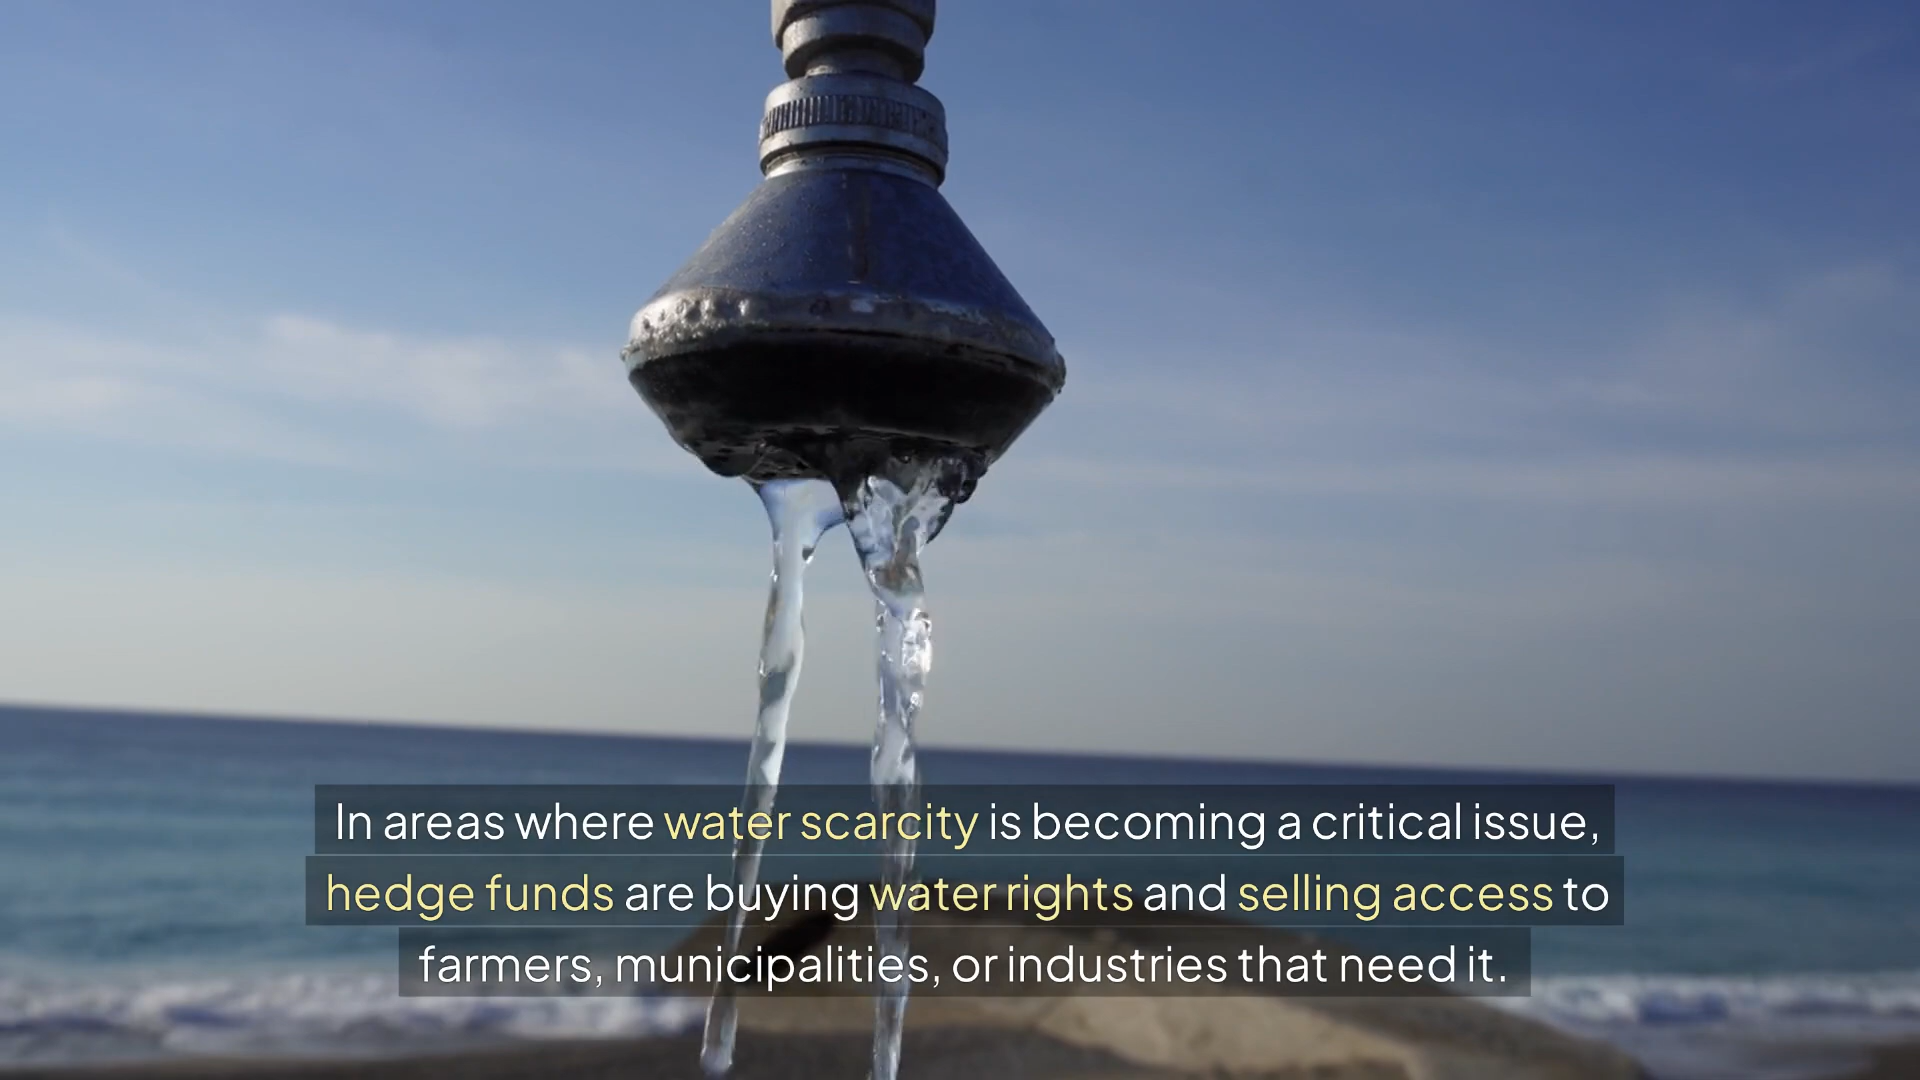 In areas where water scarcity is becoming a critical issue,
hedge funds are buying water rights and selling access to
farmers, municipalities, or industries that need it.